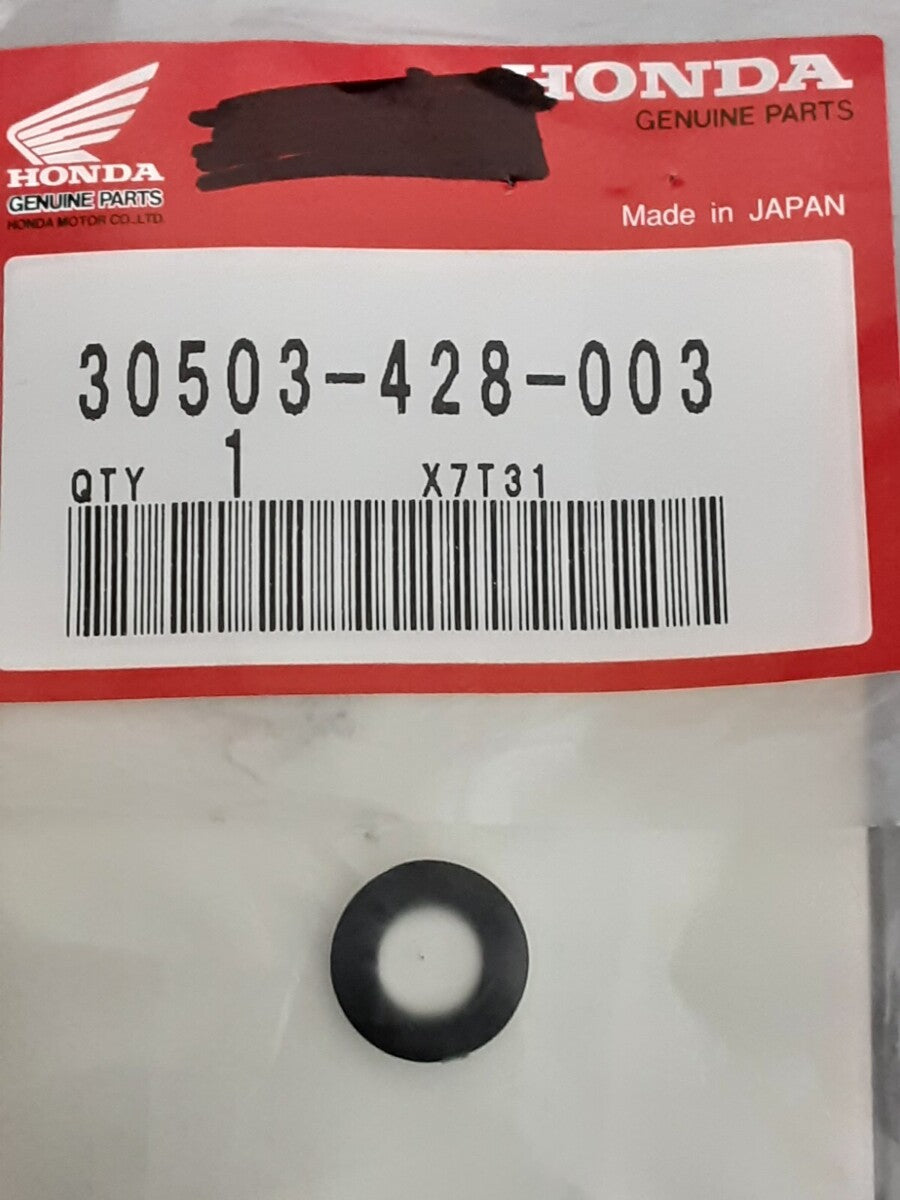 HONDA
GENUINE PARTS
HONDA MOTOR CO.,LTD.
HONDA
GENUINE PARTS
Made in JAPAN
30503-428-003
QTY 1 X7T31